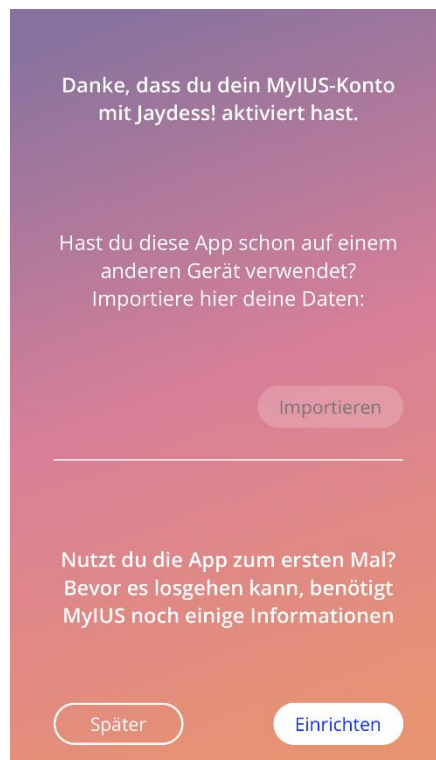 Danke, dass du dein MyIUS-Konto
mit Jaydess! aktiviert hast.
Hast du diese App schon auf einem
anderen Gerät verwendet?
Importiere hier deine Daten:
Importieren
Nutzt du die App zum ersten Mal?
Bevor es losgehen kann, benötigt
MyIUS noch einige Informationen
Später
Einrichten